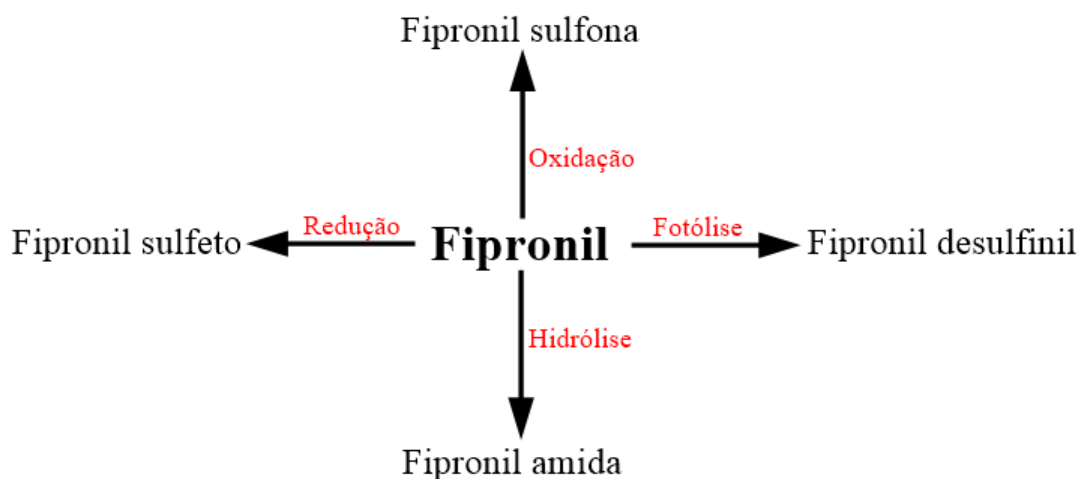 Fipronil sulfona
Oxidação
Fipronil sulfeto
Redução
Fipronil
Fotólise
Fipronil desulfinil
Hidrólise
Fipronil amida